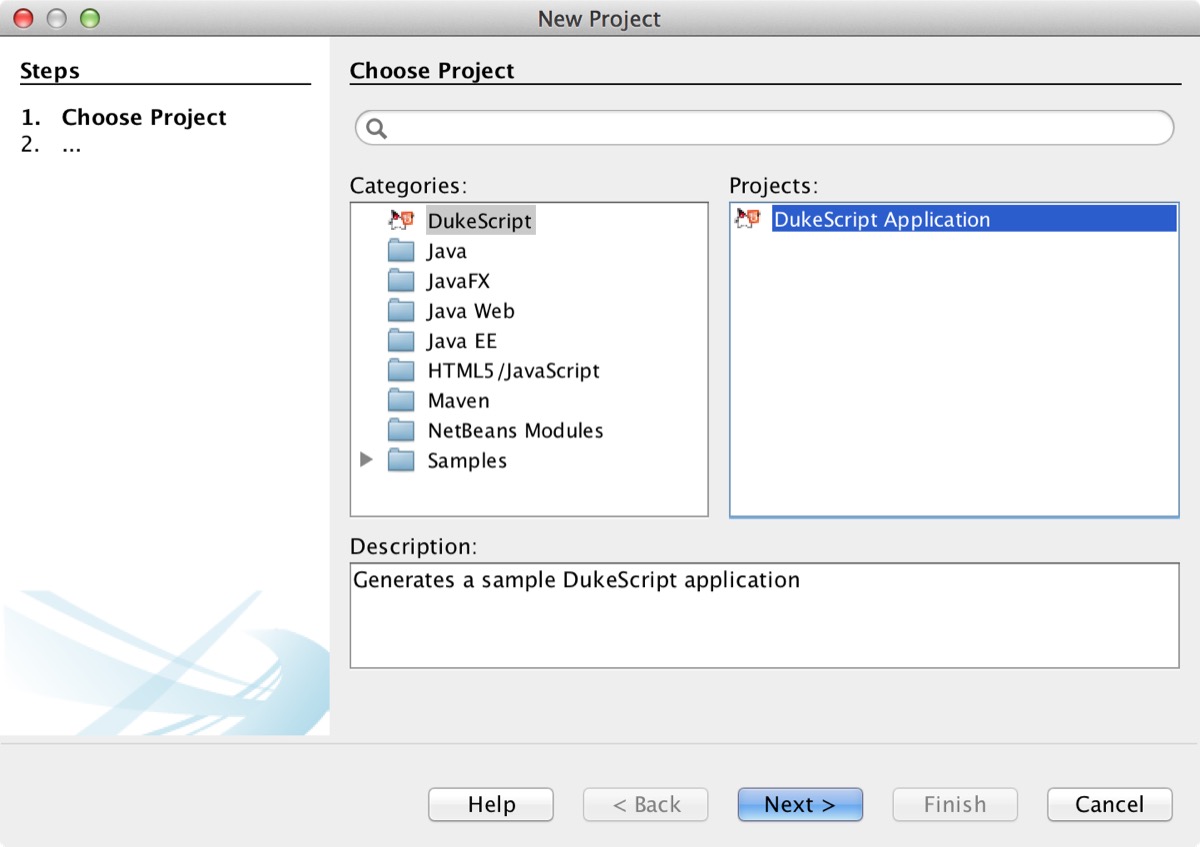 New Project
Steps
1. Choose Project
2. ...
Choose Project
Categories:
DukeScript
Java
JavaFX
Java Web
Java EE
HTML5/JavaScript
Maven
NetBeans Modules
Samples
Projects:
DukeScript Application
Description:
Generates a sample DukeScript application
Help
< Back
Next >
Finish
Cancel